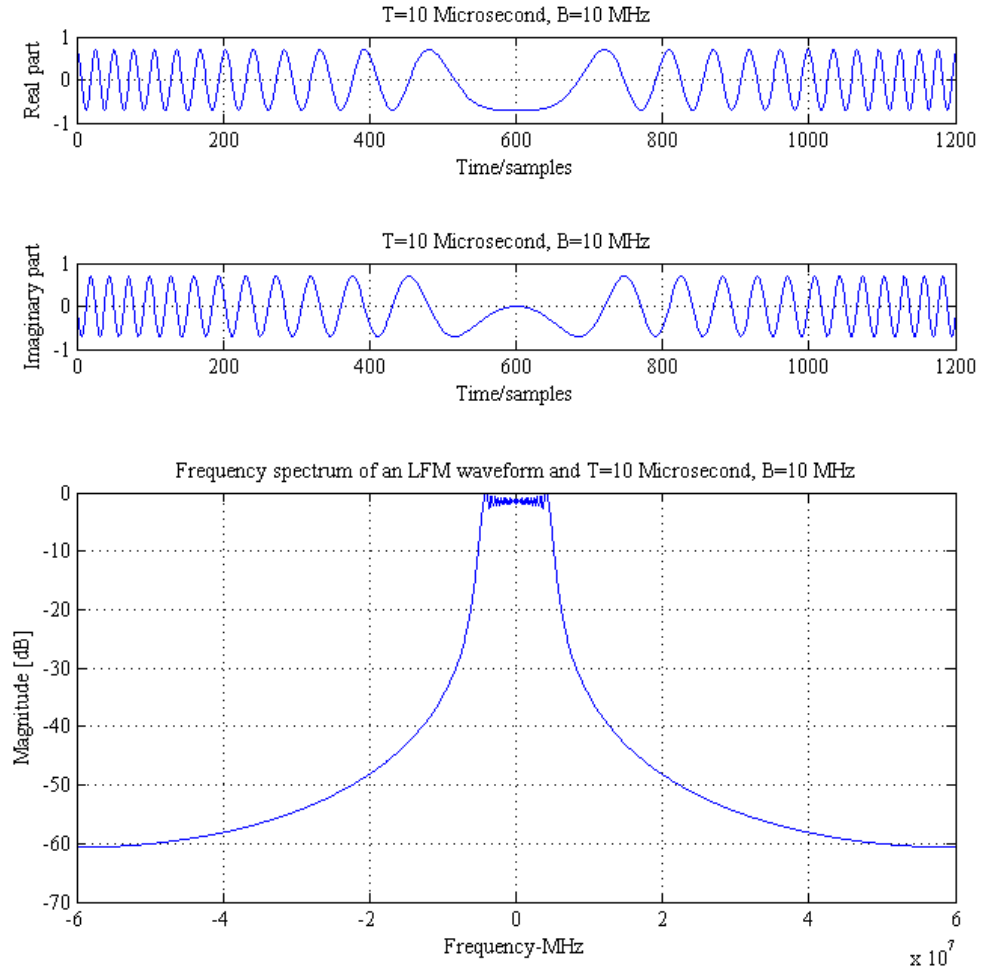 T=10 Microsecond, B=10 MHz
Real part
1
0
-1
0 200 400 600 800 1000 1200
Time/samples
T=10 Microsecond, B=10 MHz
Imaginary part
1
0
-1
0 200 400 600 800 1000 1200
Time/samples
Frequency spectrum of an LFM waveform and T=10 Microsecond, B=10 MHz
Magnitude [dB]
0
-10
-20
-30
-40
-50
-60
-70
-6 -4 -2 0 2 4 6
Frequency-MHz
x 10^7